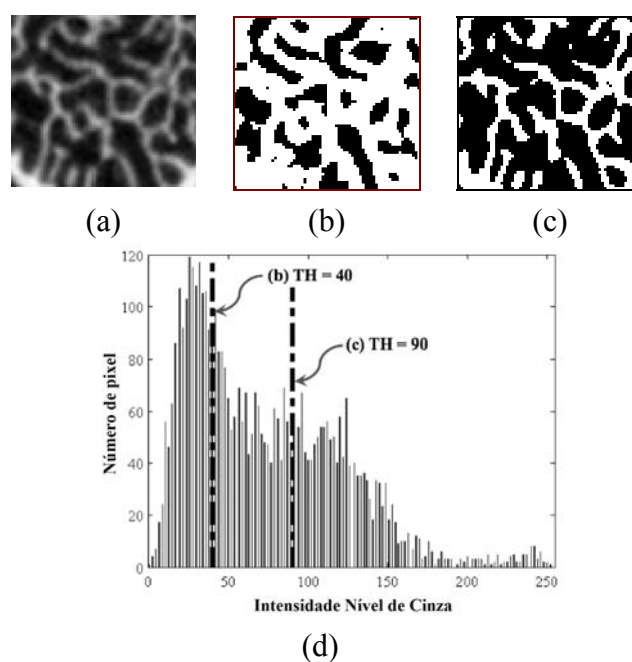 (a) (b) (c)
120
100
80
60
40
20
0
(b) TH = 40
(c) TH = 90
Número de pixel
0 50 100 150 200 250
Intensidade Nível de Cinza
(d)